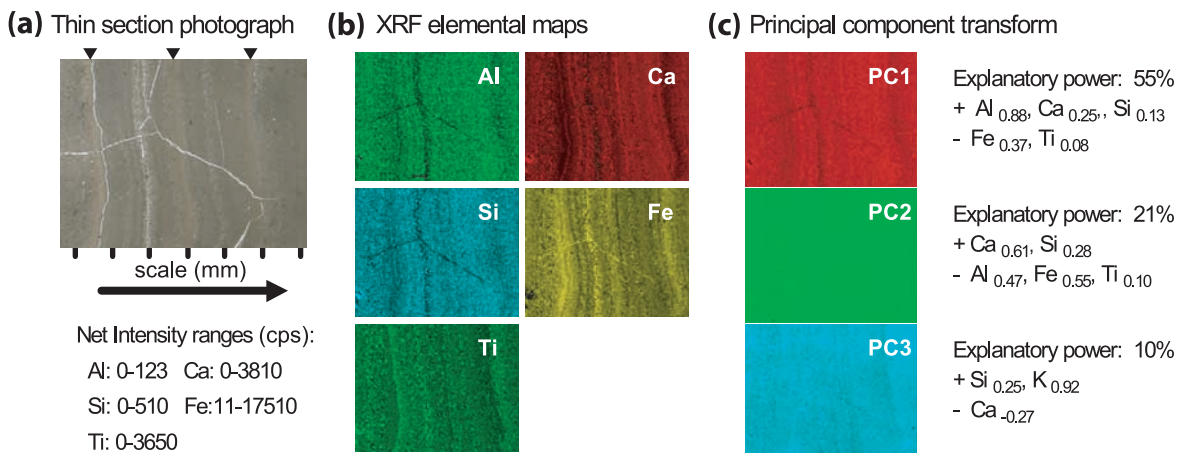 (a) Thin section photograph
scale (mm)
Net Intensity ranges (cps):
Al: 0-123 Ca: 0-3810
Si: 0-510 Fe:11-17510
Ti: 0-3650
(b) XRF elemental maps
Al
Ca
Si
Fe
Ti
(c) Principal component transform
PC1
Explanatory power: 55%
+ Al 0.88, Ca 0.25,, Si 0.13
- Fe 0.37, Ti 0.08
PC2
Explanatory power: 21%
+ Ca 0.61, Si 0.28
- Al 0.47, Fe 0.55, Ti 0.10
PC3
Explanatory power: 10%
+ Si 0.25, K 0.92
- Ca -0.27